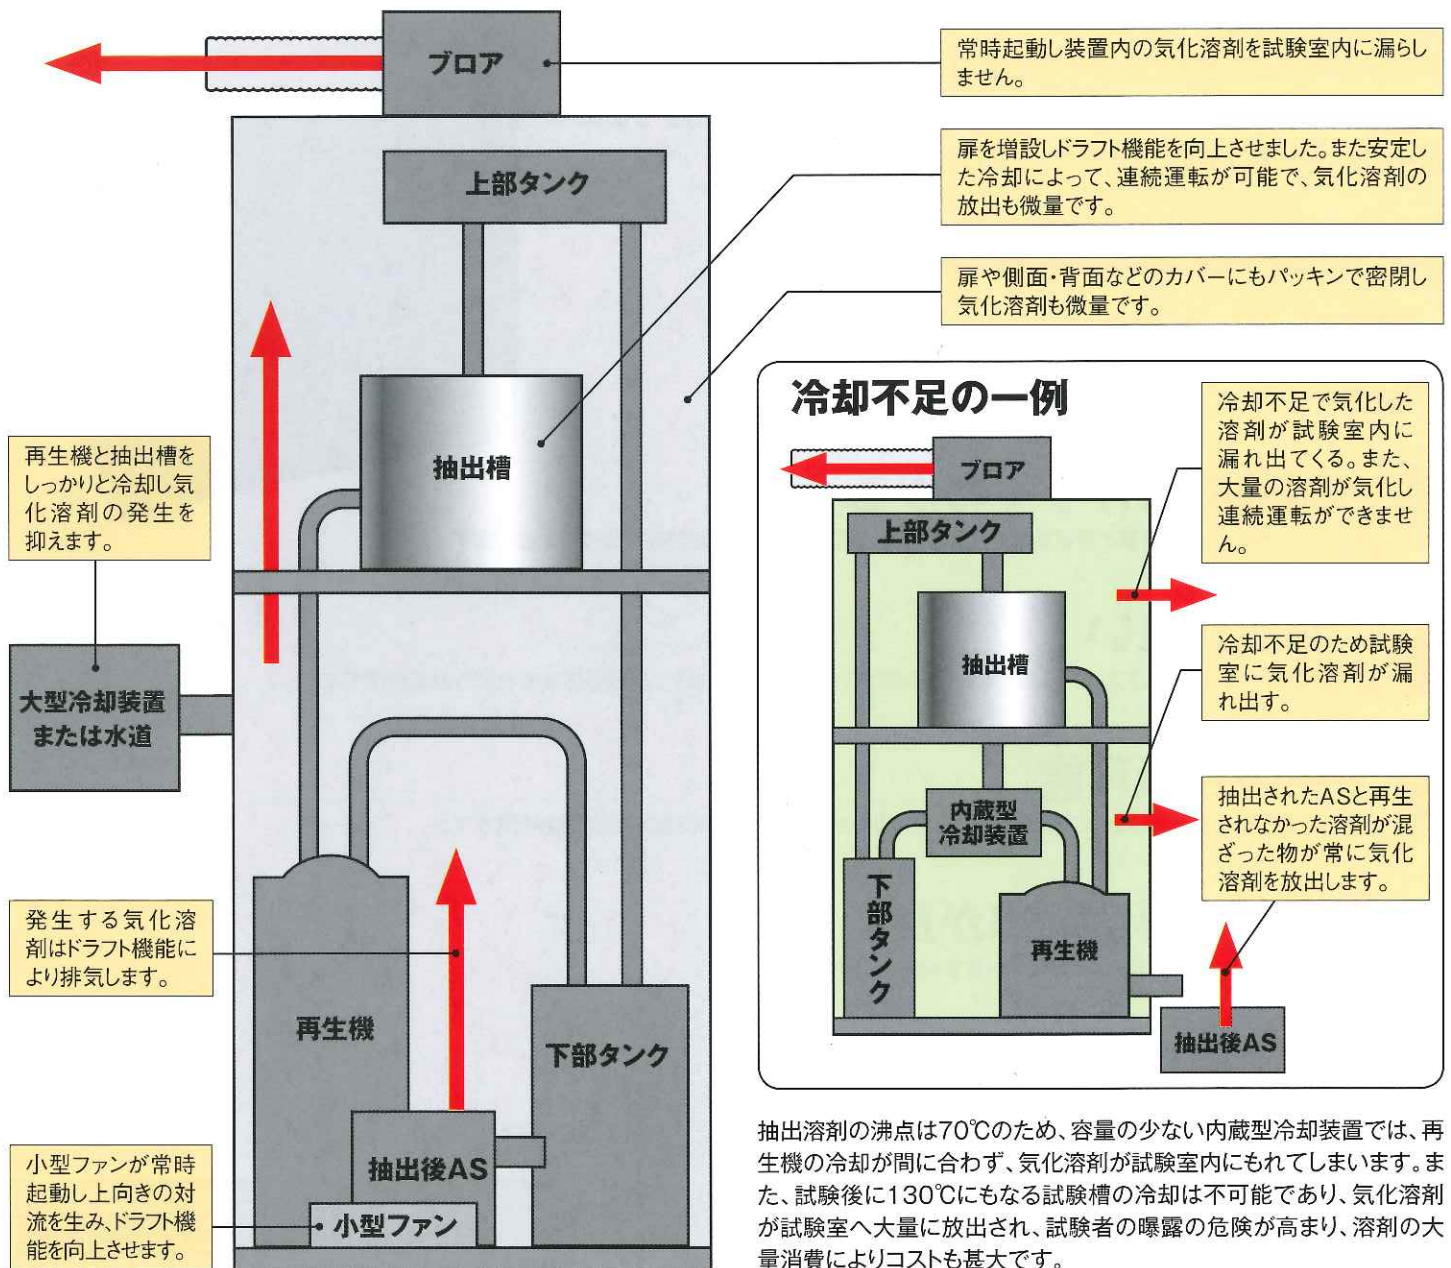 ブロア
常時起動し装置内の気化溶剤を試験室内に漏らし
ません。
上部タンク
扉を増設しドラフト機能を向上させました。また安定し
た冷却によって、連続運転が可能で、気化溶剤の
放出も微量です。
扉や側面・背面などのカバーにもパッキンで密閉し
気化溶剤も微量です。
抽出槽
再生機と抽出槽を
しっかりと冷却し気
化溶剤の発生を
抑えます。
大型冷却装置
または水道
発生する気化溶
剤はドラフト機能に
より排気します。
再生機
下部タンク
抽出後AS
小型ファン
小型ファンが常時
起動し上向きの対
流を生み、ドラフト機
能を向上させます。
冷却不足の一例
ブロア
上部タンク
抽出槽
内蔵型
冷却装置
下部タンク
再生機
抽出後AS
冷却不足で気化した
溶剤が試験室内に
漏れ出てくる。また、
大量の溶剤が気化し
連続運転ができませ
ん。
冷却不足のため試験
室に気化溶剤が漏
れ出す。
抽出されたASと再生
されなかった溶剤が混
ざった物が常に気化
溶剤を放出します。
抽出溶剤の沸点は70℃のため、容量の少ない内蔵型冷却装置では、再
生機の冷却が間に合わず、気化溶剤が試験室内にもれてしまいます。ま
た、試験後に130℃にもなる試験槽の冷却は不可能であり、気化溶剤
が試験室へ大量に放出され、試験者の曝露の危険が高まり、溶剤の大
量消費によりコストも甚大です。